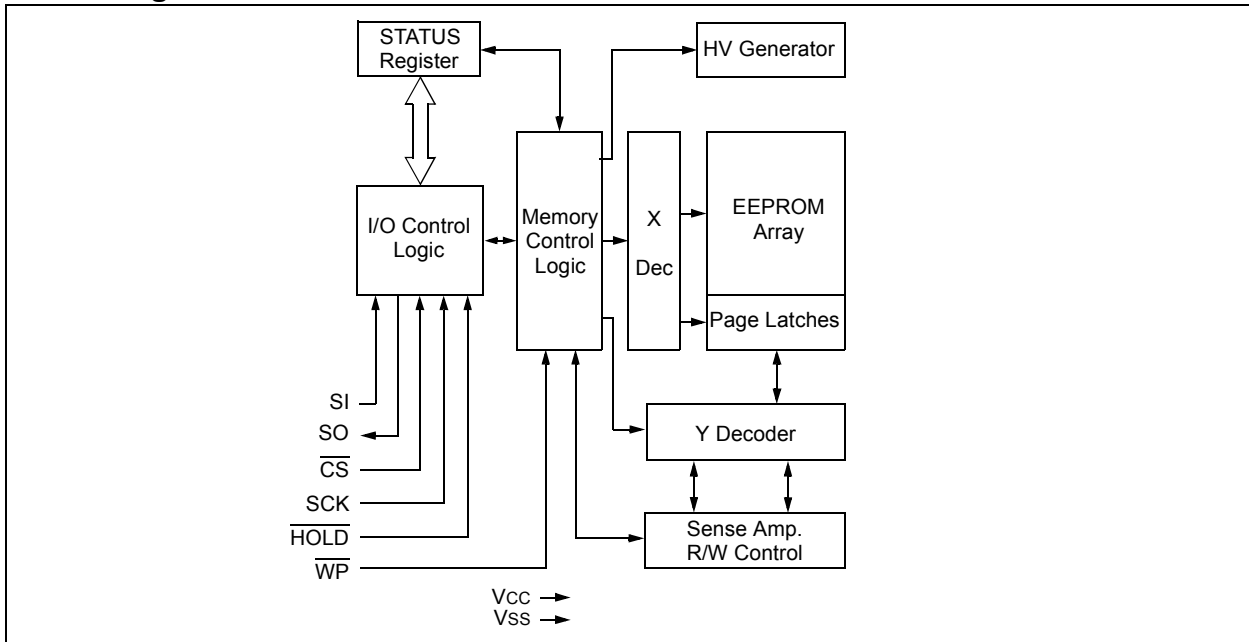 STATUS
Register
HV Generator
I/O Control
Logic
Memory
Control
Logic
X
Dec
EEPROM
Array
Page Latches
SI
SO
CS
SCK
HOLD
WP
Y Decoder
Sense Amp.
R/W Control
VCC
VSS